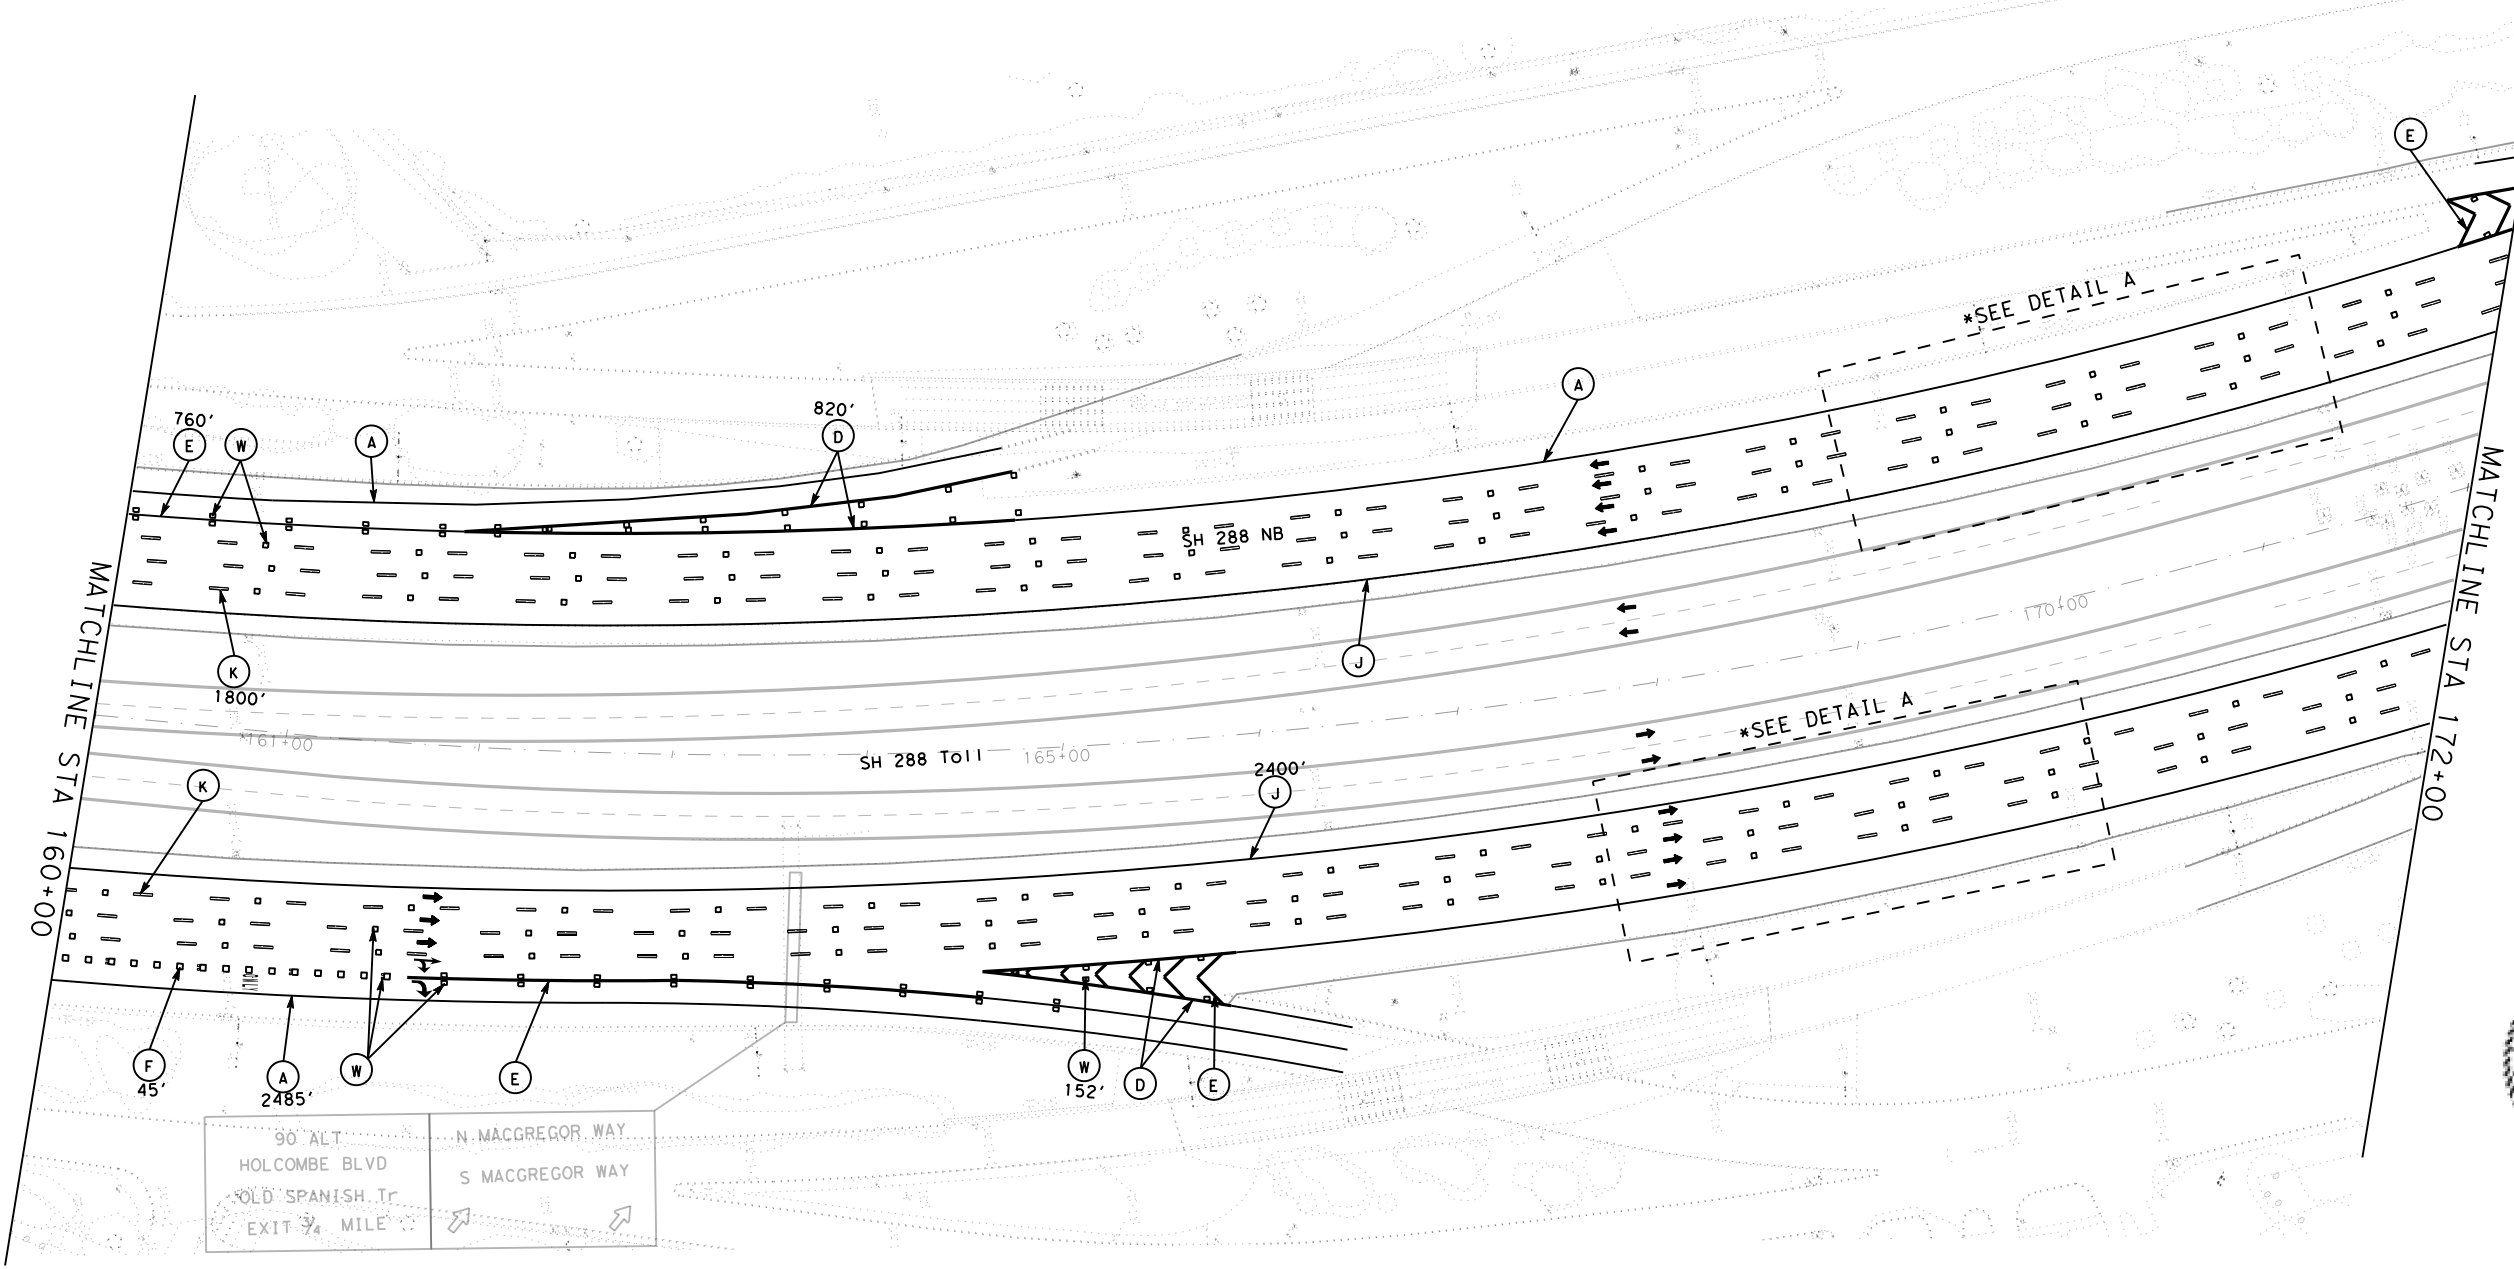 E
*SEE DETAIL A
A
820'
D
760'
E
W
A
SH 288 NB
MATCHLINE STA 160+00
MATCHLINE STA 172+00
170+00
J
K
1800'
161+00
SH 288 Toll
165+00
*SEE DETAIL A
2400'
J
K
F
45'
A
2485'
W
E
W
152'
D
E
90 ALT
HOLCOMBE BLVD
OLD SPANISH Tr
EXIT 3/4 MILE
N MACGREGOR WAY
S MACGREGOR WAY